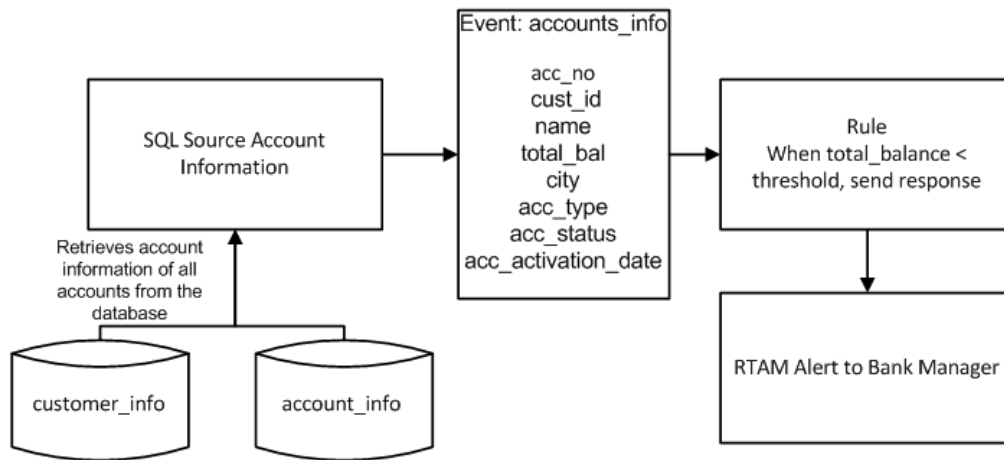 SQL Source Account
Information
Event: accounts_info
acc_no
cust_id
name
total_bal
city
acc_type
acc_status
acc_activation_date
Rule
When total_balance <
threshold, send response
Retrieves account
information of all
accounts from the
database
customer_info
account_info
RTAM Alert to Bank Manager